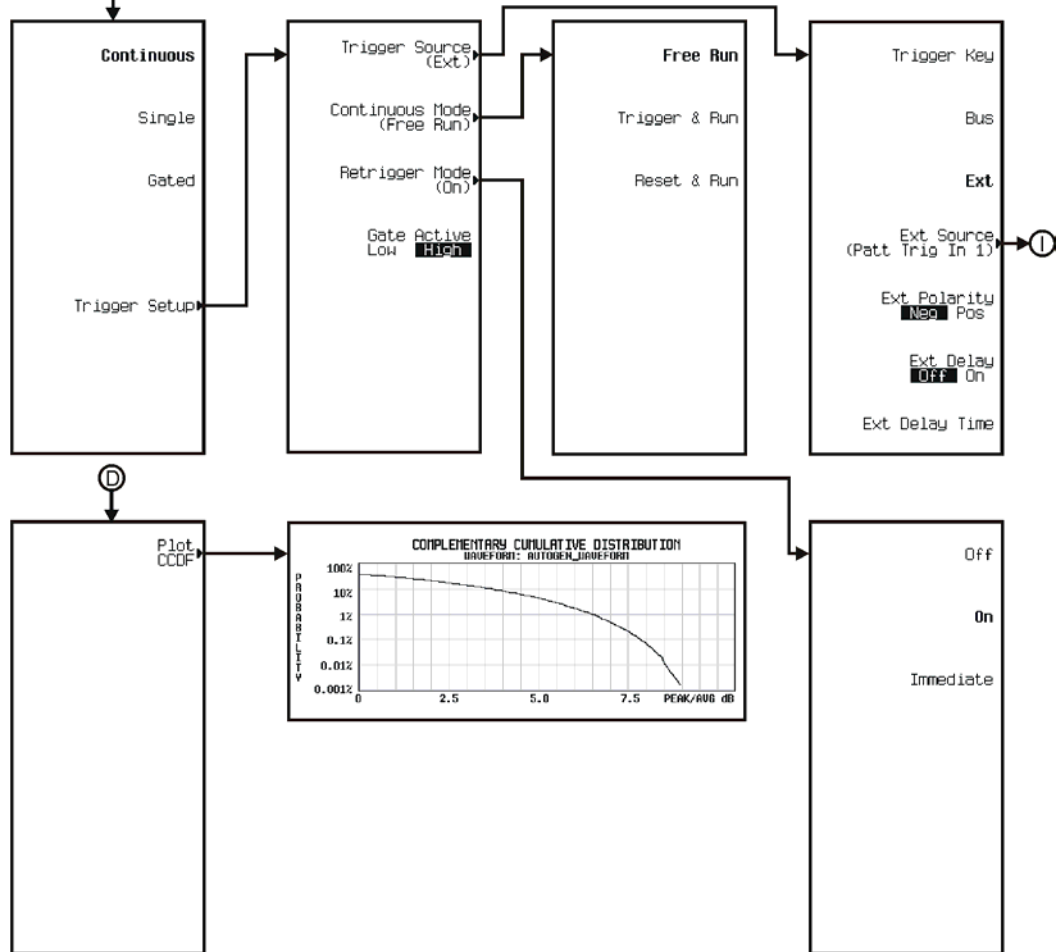 Continuous
Single
Gated
Trigger Setup
Trigger Source
(Ext)
Continuous Mode
(Free Run)
Retrigger Mode
(On)
Gate Active
Low High
Free Run
Trigger & Run
Reset & Run
Trigger Key
Bus
Ext
Ext Source
(Patt Trig In 1)
I
Ext Polarity
Neg Pos
Ext Delay
Off On
Ext Delay Time
D
Plot
CCDF
COMPLEMENTARY CUMULATIVE DISTRIBUTION
WAVEFORM: AUTOGEN_WAVEFORM
PROBABILITY
100%
10%
1%
0.1%
0.01%
0.001%
0 2.5 5.0 7.5 PEAK/AVG dB
Off
On
Immediate